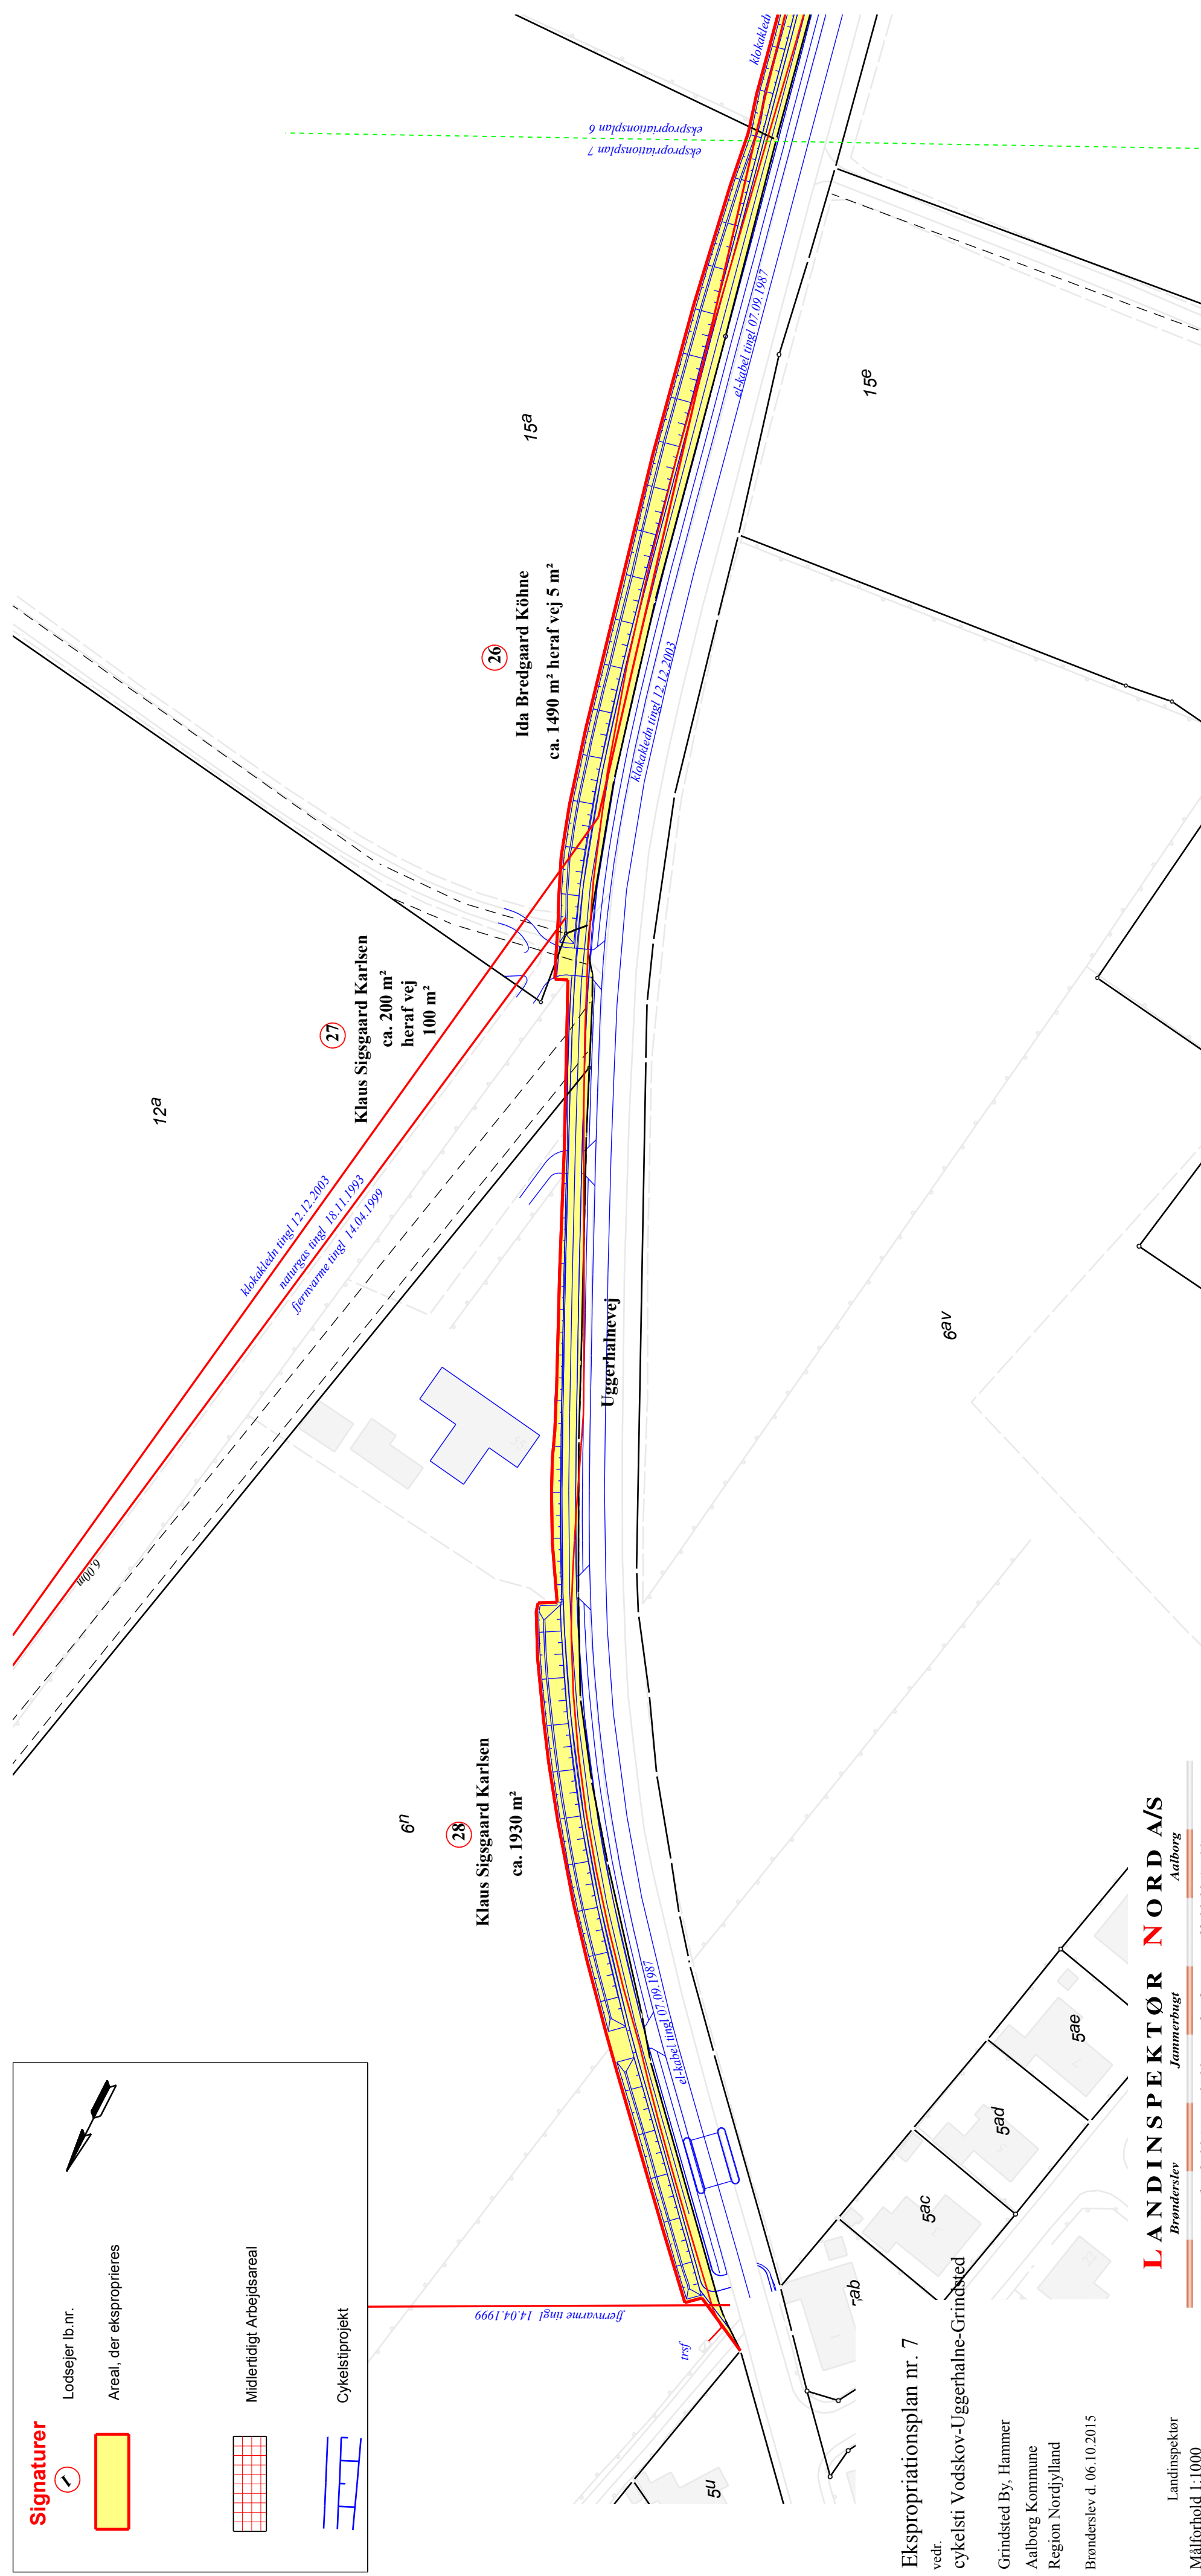 Signaturer
1
Lodsejer lb.nr.
Areal, der eksproprieres
Midlertidigt Arbejdsareal
Cykelstiprojekt
ekspropriationsplan 6
ekspropriationsplan 7
klokakledn
el-kabel tingl 07.09.1987
15a
15e
26
Ida Bredgaard Köhne
ca. 1490 m² heraf vej 5 m²
klokakledn tingl 12.12.2003
27
Klaus Sigsgaard Karlsen
ca. 200 m²
heraf vej
100 m²
12a
klokakledn tingl 12.12.2003
naturgas tingl 18.11.1993
fjernvarme tingl 14.04.1999
Uggerhalnevej
6av
6.00m
6n
28
Klaus Sigsgaard Karlsen
ca. 1930 m²
el-kabel tingl 07.09.1987
fjernvarme tingl 14.04.1999
trsf
5u
5ae
5ad
5ac
ab
Ekspropriationsplan nr. 7
vedr.
cykelsti Vodskov-Uggerhalne-Grindsted
Grindsted By, Hammer
Aalborg Kommune
Region Nordjylland
Brønderslev d. 06.10.2015
Landinspektør
Målforhold 1:1000
LANDINSPEKTØR NORD A/S
Brønderslev Jammerbugt Aalborg